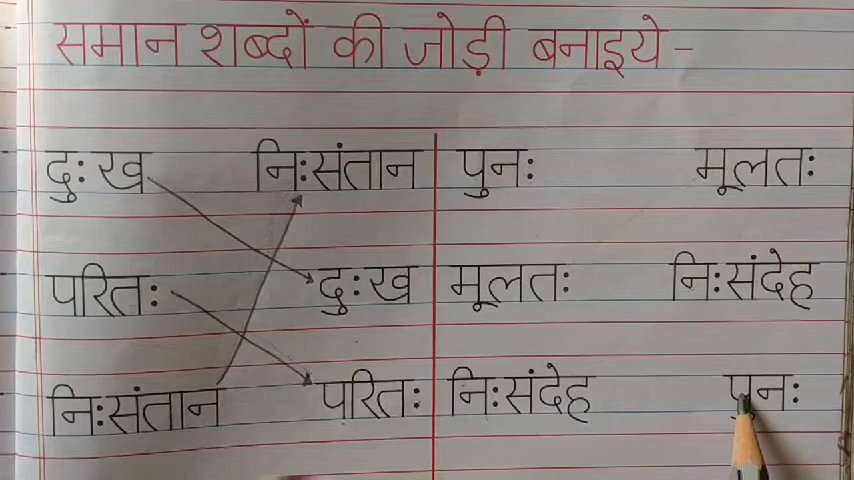 समान शब्दों की जोड़ी बनाइये -
दुः ख निःसंतान पुनः मूलतः
परितः दुःख मूलतः निःसंदेह
निःसंतान परितः निःसंदेह पुनः